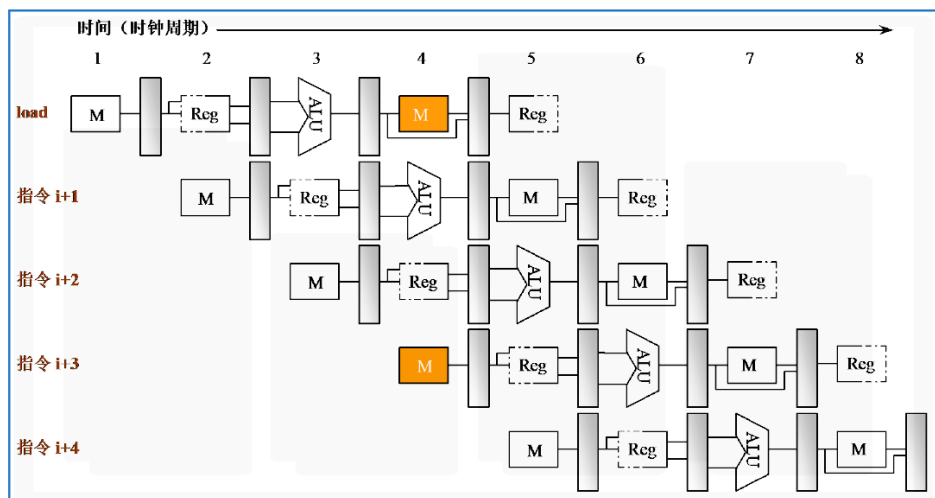 时间（时钟周期）
1 2 3 4 5 6 7 8
load M Reg ALU M Reg
指令 i+1 M Reg ALU M Reg
指令 i+2 M Reg ALU M Reg
指令 i+3 M Reg ALU M Reg
指令 i+4 M Reg ALU M